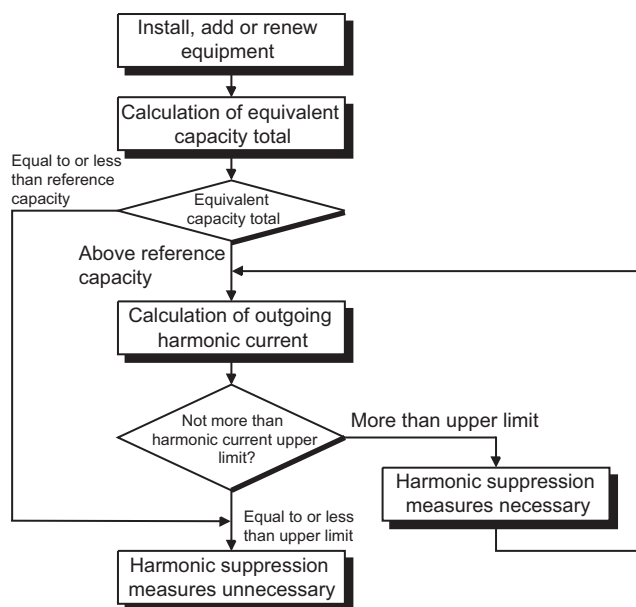 Install, add or renew
equipment
Calculation of equivalent
capacity total
Equal to or less
than reference
capacity
Equivalent
capacity total
Above reference
capacity
Calculation of outgoing
harmonic current
Not more than
harmonic current upper
limit?
More than upper limit
Harmonic suppression
measures necessary
Equal to or less
than upper limit
Harmonic suppression
measures unnecessary